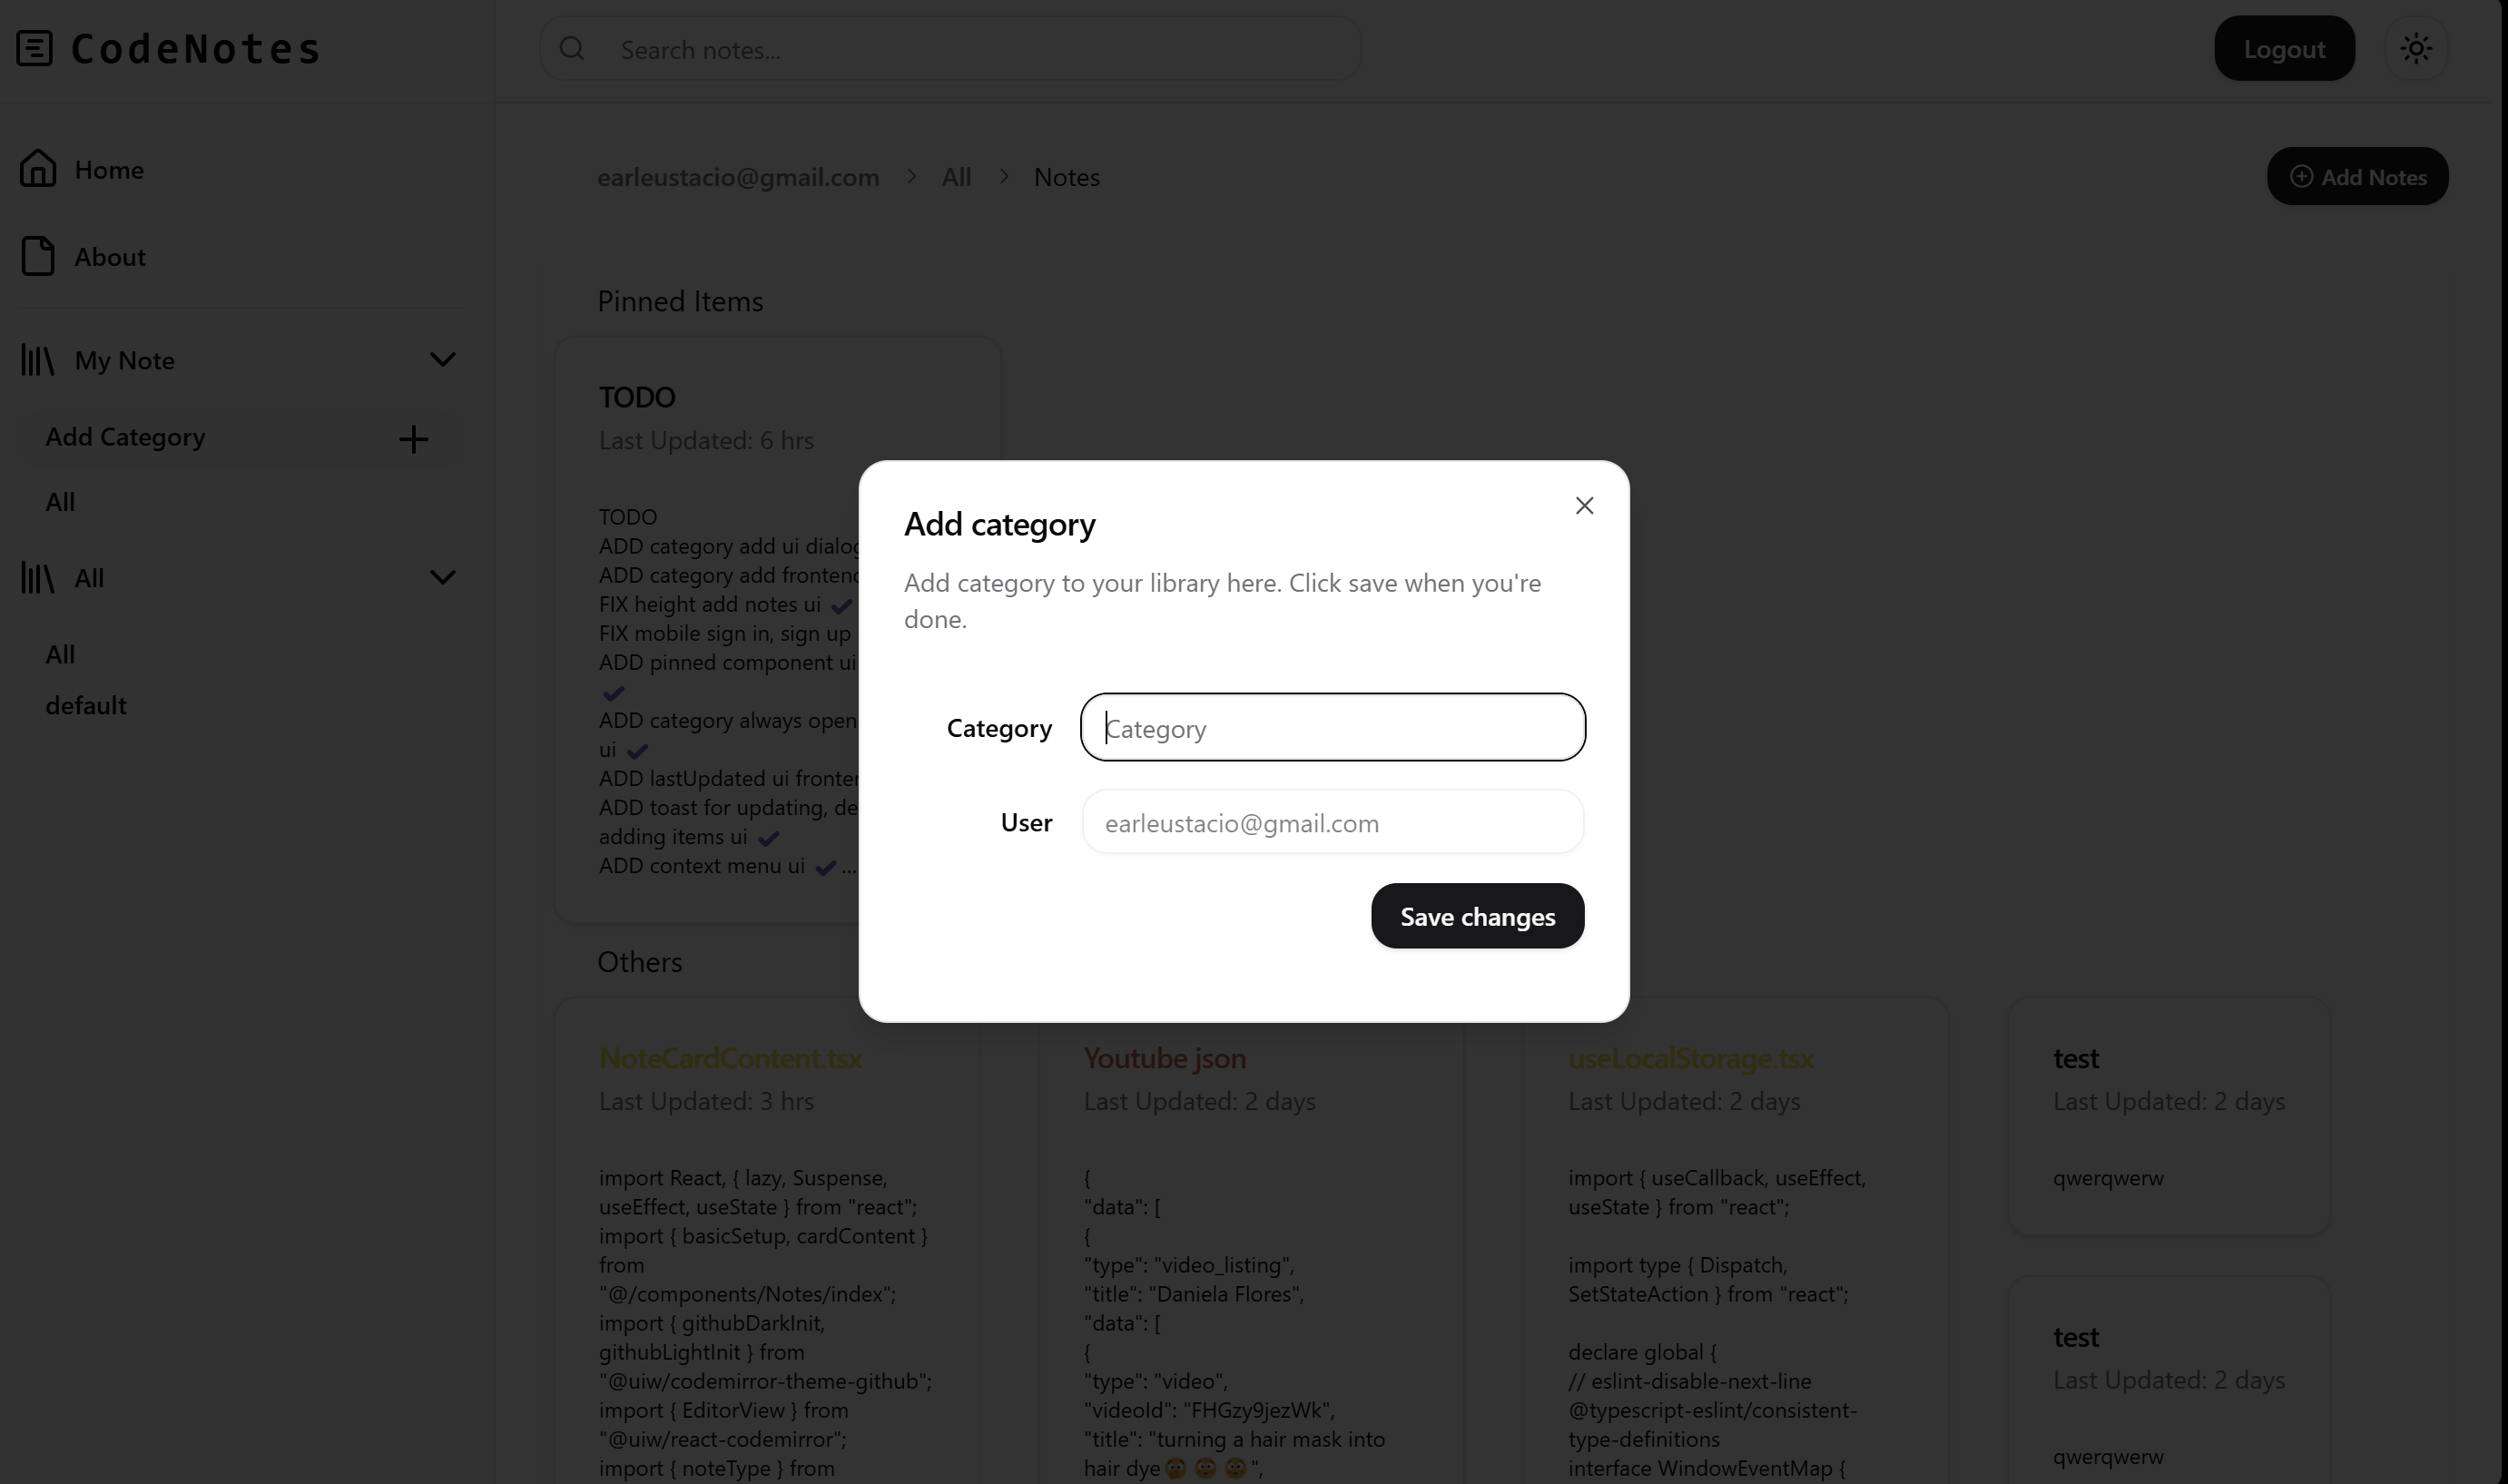 CodeNotes
Search notes...
Logout
Home
About
My Note
Add Category
All
All
All
default
earleustacio@gmail.com
All
Notes
Add Notes
Pinned Items
TODO
Last Updated: 6 hrs
TODO
ADD category add ui dialog
ADD category add frontend
FIX height add notes ui ✔
FIX mobile sign in, sign up
ADD pinned component ui
✔
ADD category always open
ui ✔
ADD lastUpdated ui
ADD toast for updating,
adding items ui ✔
ADD context menu ui ✔ ...
Add category
Add category to your library here. Click save when you're
done.
Category
Category
User
earleustacio@gmail.com
Save changes
Others
NoteCardContent.tsx
Last Updated: 3 hrs
import React, { lazy, Suspense,
useEffect, useState } from "react";
import { basicSetup, cardContent }
from
"@/components/Notes/index";
import { githubDarkInit,
githubLightInit } from
"@uiw/codemirror-theme-github";
import { EditorView } from
"@uiw/react-codemirror";
import { noteType } from
Youtube json
Last Updated: 2 days
{
"data": [
{
"type": "video_listing",
"title": "Daniela Flores",
"data": [
{
"type": "video",
"videoId": "FHGzy9jezWk",
"title": "turning a hair mask into
hair dye🤪 😳 😳 ",
useLocalStorage.tsx
Last Updated: 2 days
import { useCallback, useEffect,
useState } from "react";
import type { Dispatch,
SetStateAction } from "react";
declare global {
// eslint-disable-next-line
@typescript-eslint/consistent-
type-definitions
interface WindowEventMap {
test
Last Updated: 2 days
qwerqwerw
test
Last Updated: 2 days
qwerqwerw